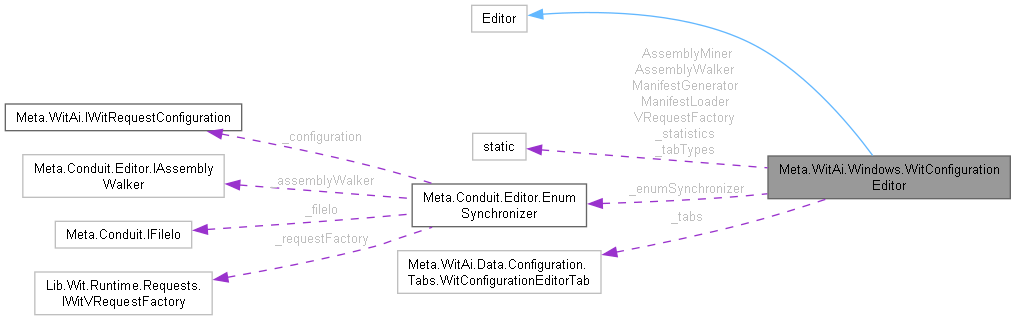 Editor
AssemblyMiner
AssemblyWalker
ManifestGenerator
ManifestLoader
VRequestFactory
_statistics
_tabTypes
Meta.WitAi.IWitRequestConfiguration
_configuration
static
Meta.Conduit.Editor.IAssembly
Walker
_assemblyWalker
Meta.WitAi.Windows.WitConfiguration
Editor
_enumSynchronizer
Meta.Conduit.Editor.Enum
Synchronizer
_fileIo
_tabs
Meta.Conduit.IFileIo
_requestFactory
Meta.WitAi.Data.Configuration.
Tabs.WitConfigurationEditorTab
Lib.Wit.Runtime.Requests.
IWitVRequestFactory